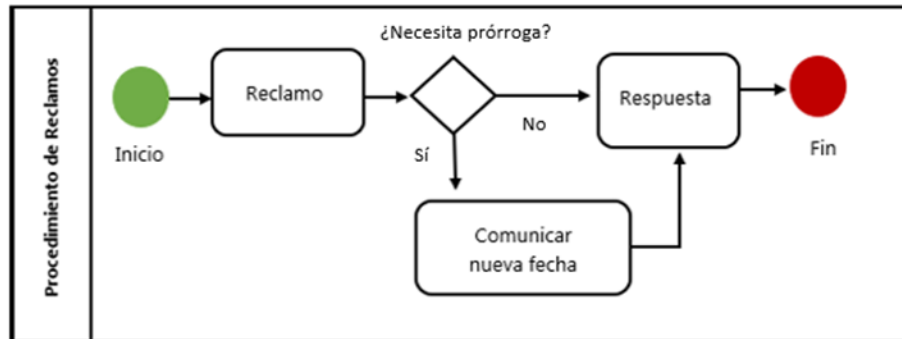 Procedimiento de Reclamos
¿Necesita prórroga?
Inicio
Reclamo
No
Sí
Respuesta
Fin
Comunicar
nueva fecha